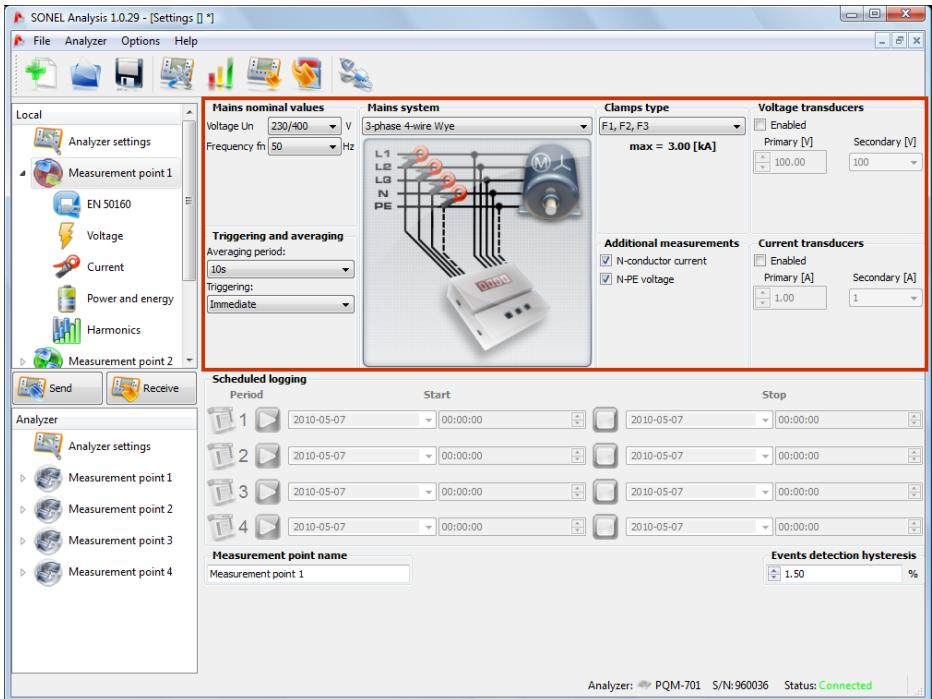 SONEL Analysis 1.0.29 - [Settings [] *]
File Analyzer Options Help
Local
Analyzer settings
Measurement point 1
EN 50160
Voltage
Current
Power and energy
Harmonics
Measurement point 2
Send Receive
Analyzer
Analyzer settings
Measurement point 1
Measurement point 2
Measurement point 3
Measurement point 4
Mains nominal values
Voltage Un 230/400 V
Frequency fn 50 Hz
Triggering and averaging
Averaging period:
10s
Triggering:
Immediate
Mains system
3-phase 4-wire Wye
L1
L2
L3
N
PE
M
Clamps type
F1, F2, F3
max = 3.00 [kA]
Additional measurements
N-conductor current
N-PE voltage
Voltage transducers
Enabled
Primary [V] Secondary [V]
100.00 100
Current transducers
Enabled
Primary [A] Secondary [A]
1.00 1
Scheduled logging
Period Start Stop
1 2010-05-07 00:00:00 2010-05-07 00:00:00
2 2010-05-07 00:00:00 2010-05-07 00:00:00
3 2010-05-07 00:00:00 2010-05-07 00:00:00
4 2010-05-07 00:00:00 2010-05-07 00:00:00
Measurement point name
Measurement point 1
Events detection hysteresis
1.50 %
Analyzer: PQM-701 S/N:960036 Status: Connected